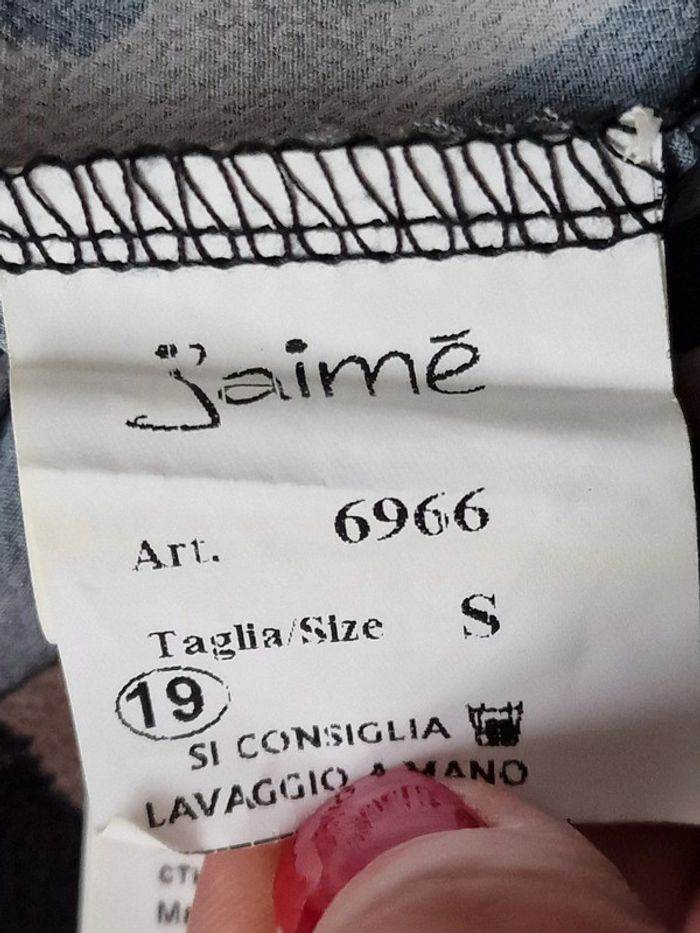 j'aimē
Art. 6966
Taglia/Size S
19
SI CONSIGLIA
LAVAGGIO A MANO